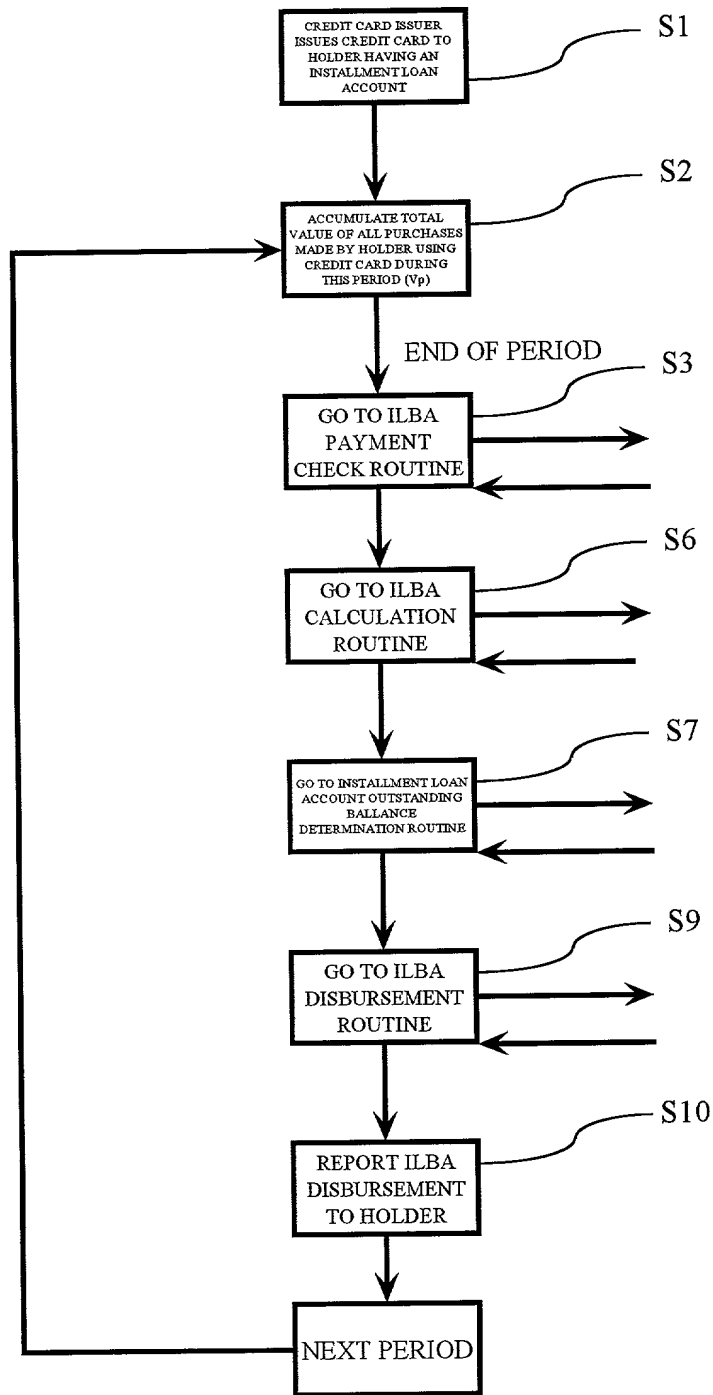 CREDIT CARD ISSUER
ISSUES CREDIT CARD TO
HOLDER HAVING AN
INSTALLMENT LOAN
ACCOUNT
S1
ACCUMULATE TOTAL
VALUE OF ALL PURCHASES
MADE BY HOLDER USING
CREDIT CARD DURING
THIS PERIOD (Vp)
S2
END OF PERIOD
S3
GO TO ILBA
PAYMENT
CHECK ROUTINE
S6
GO TO ILBA
CALCULATION
ROUTINE
S7
GO TO INSTALLMENT LOAN
ACCOUNT OUTSTANDING
BALLANCE
DETERMINATION ROUTINE
S9
GO TO ILBA
DISBURSEMENT
ROUTINE
S10
REPORT ILBA
DISBURSEMENT
TO HOLDER
NEXT PERIOD